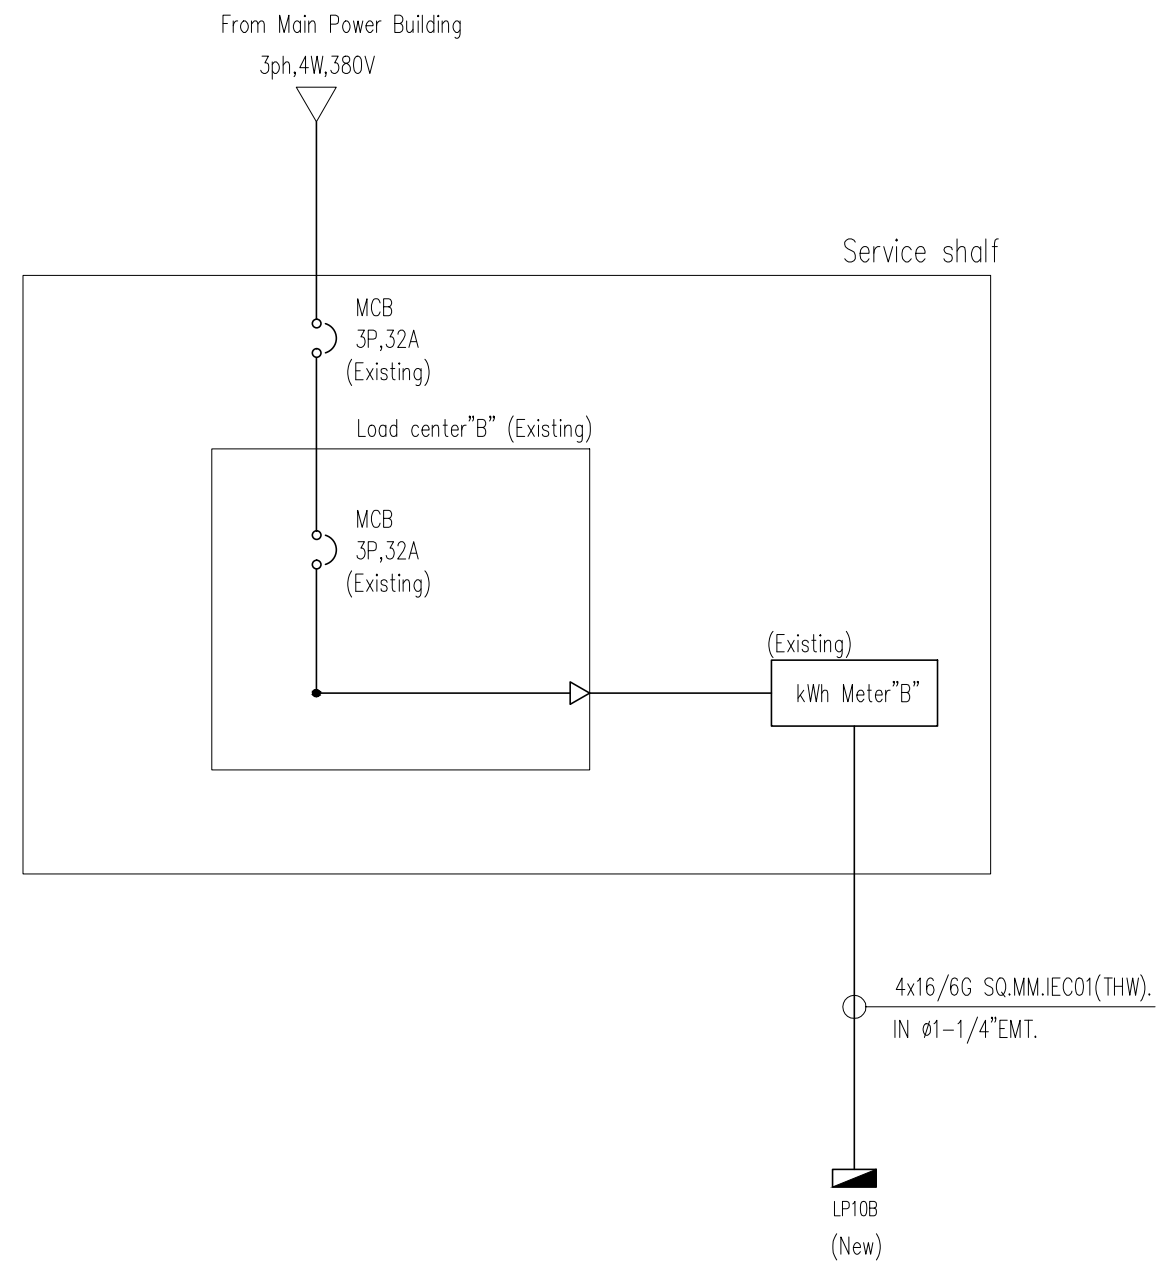 From Main Power Building
3ph,4W,380V
Service shalf
MCB
3P,32A
(Existing)
Load center"B" (Existing)
MCB
3P,32A
(Existing)
(Existing)
kWh Meter"B"
4x16/6G SQ.MM.IEC01(THW).
IN ø1-1/4"EMT.
LP10B
(New)